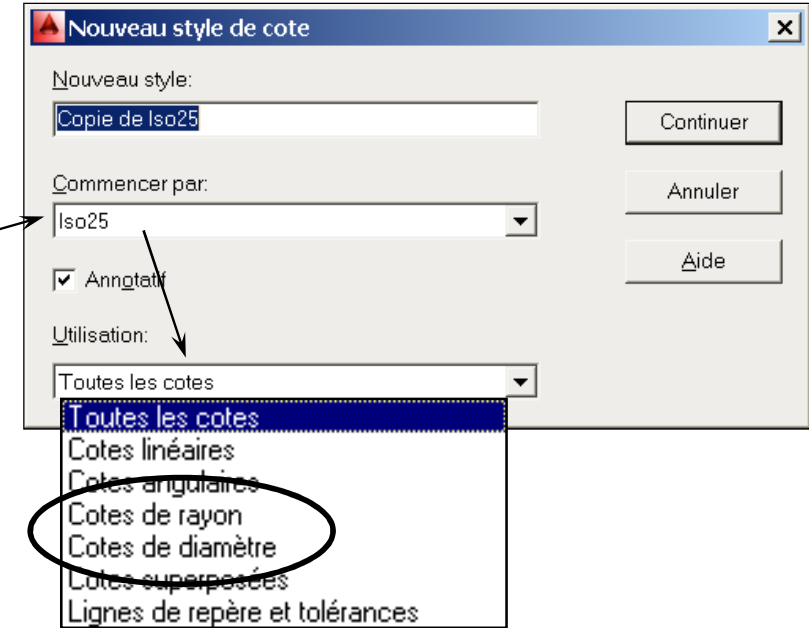 Nouveau style de cote
Nouveau style:
Copie de Iso25
Continuer
Commencer par:
Iso25
Annuler
Annotatif
Aide
Utilisation:
Toutes les cotes
Toutes les cotes
Cotes linéaires
Cotes angulaires
Cotes de rayon
Cotes de diamètre
Cotes superposées
Lignes de repère et tolérances